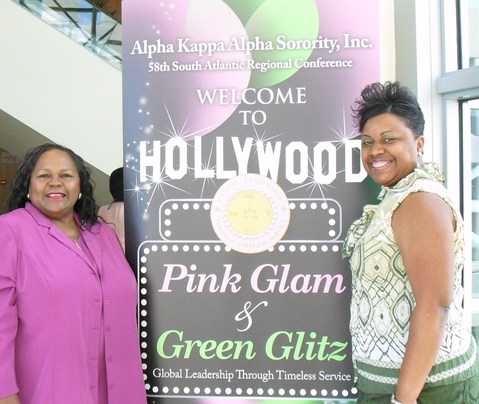 Alpha Kappa Alpha Sorority, Inc.
58th South Atlantic Regional Conference
WELCOME
TO
HOLLYWOOD
Pink Glam
&
Green Glitz
Global Leadership Through Timeless Service